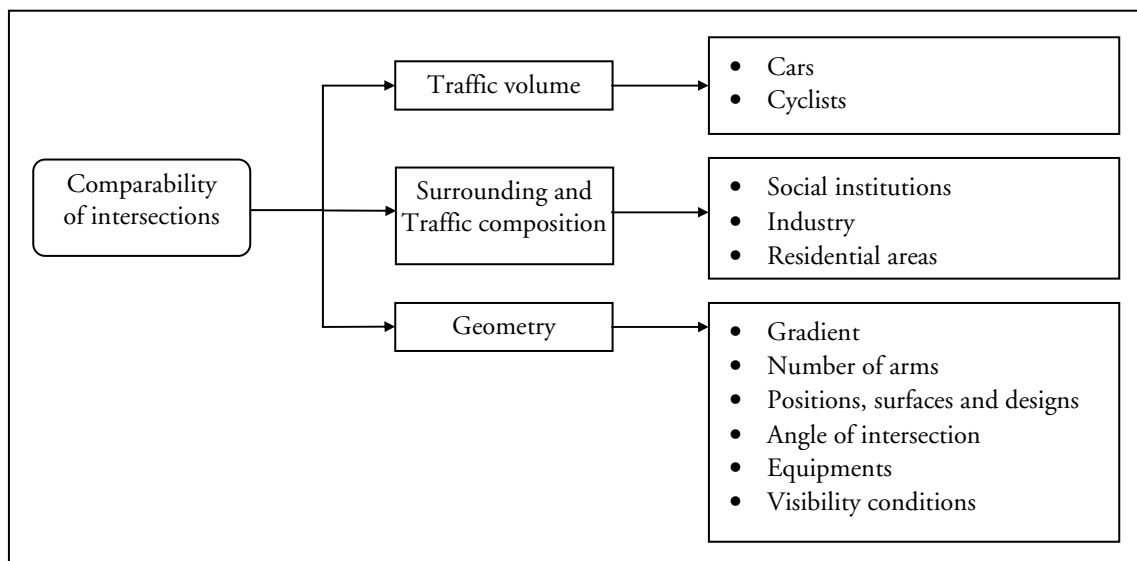 Comparability
of intersections
Traffic volume
• Cars
• Cyclists
Surrounding and
Traffic composition
• Social institutions
• Industry
• Residential areas
Geometry
• Gradient
• Number of arms
• Positions, surfaces and designs
• Angle of intersection
• Equipments
• Visibility conditions